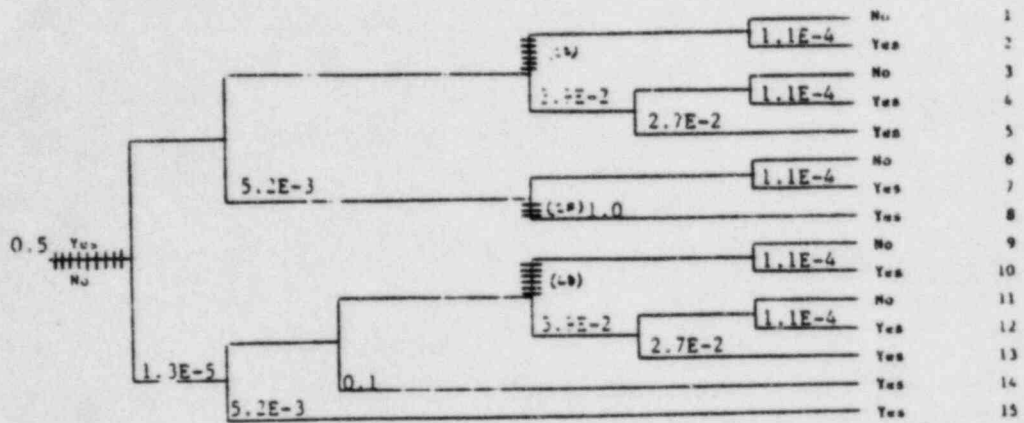 No 1
1.1E-4 Yes 2
No 3
1.1E-4 Yes 4
2.7E-2 Yes 5
No 6
5.2E-3 1.1E-4 Yes 7
1.0 Yes 8
0.5 Yes No 9
No 1.1E-4 Yes 10
No 11
1.1E-4 Yes 12
2.7E-2 Yes 13
1.3E-5 0.1 Yes 14
5.2E-3 Yes 15